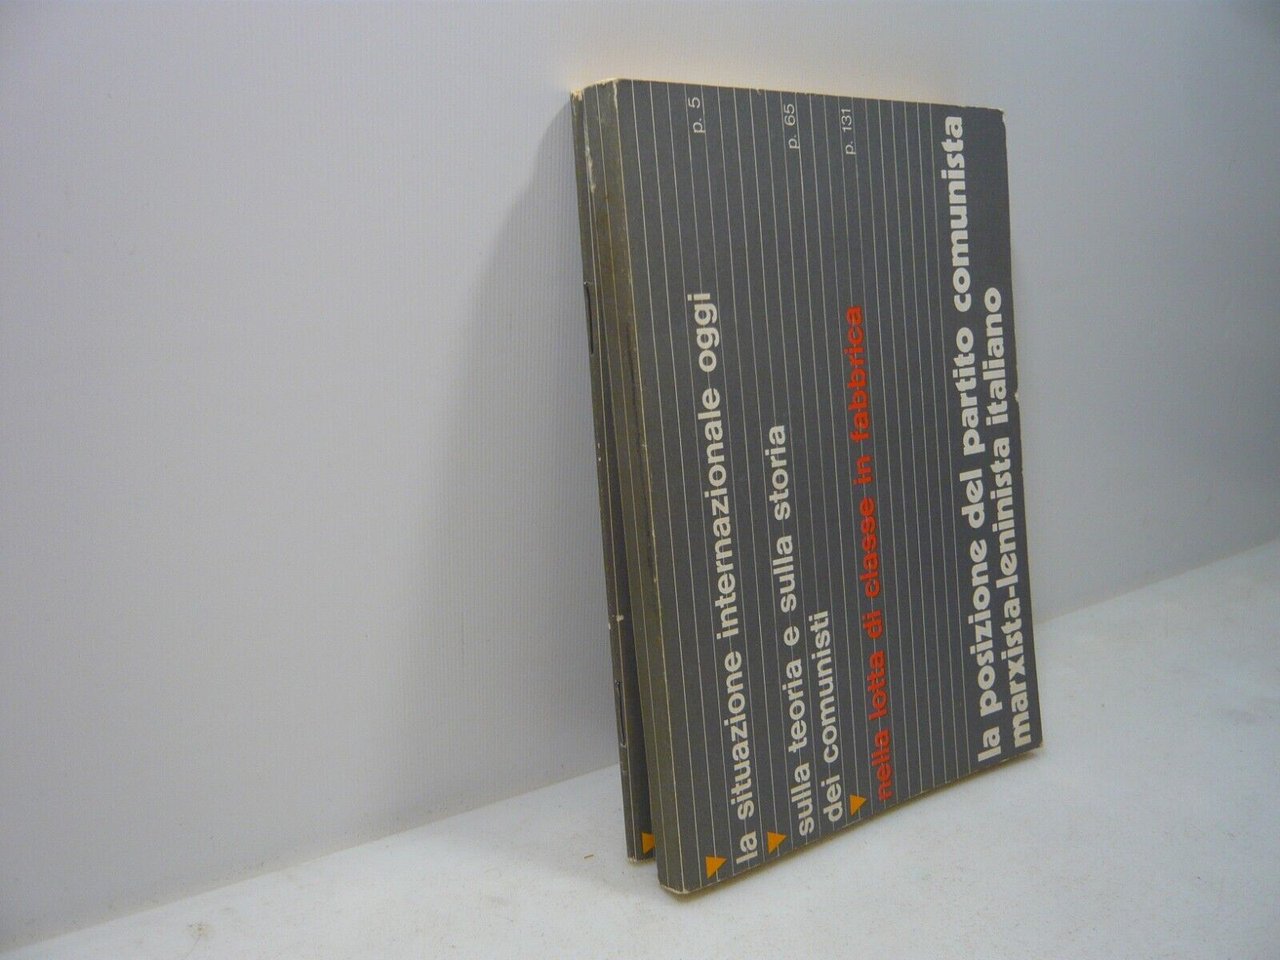 la situazione internazionale oggi p. 5
sulla teoria e sulla storia p. 65
dei comunisti
nella lotta di classe in fabbrica p. 131
la posizione del partito comunista
marxista-leninista italiano